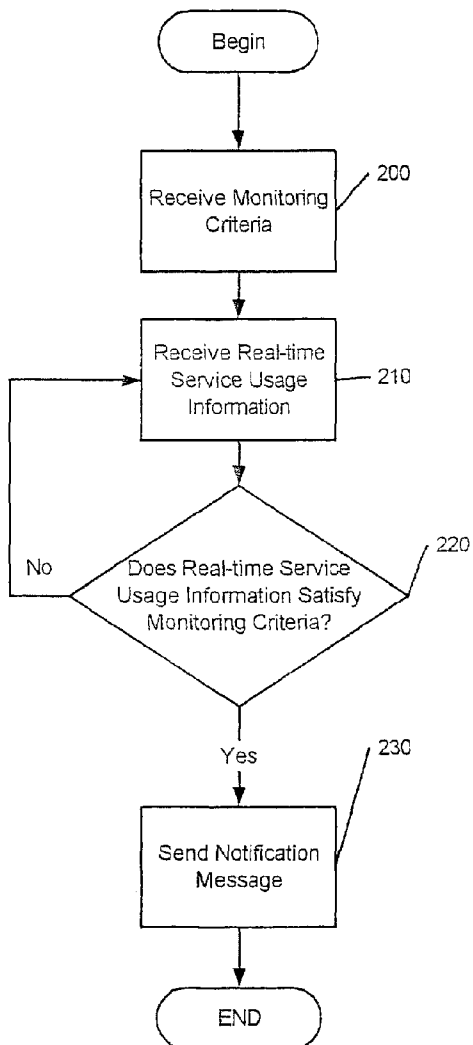 Begin
200
Receive Monitoring
Criteria
Receive Real-time
Service Usage
Information
210
220
No
Does Real-time Service
Usage Information Satisfy
Monitoring Criteria?
Yes
230
Send Notification
Message
END